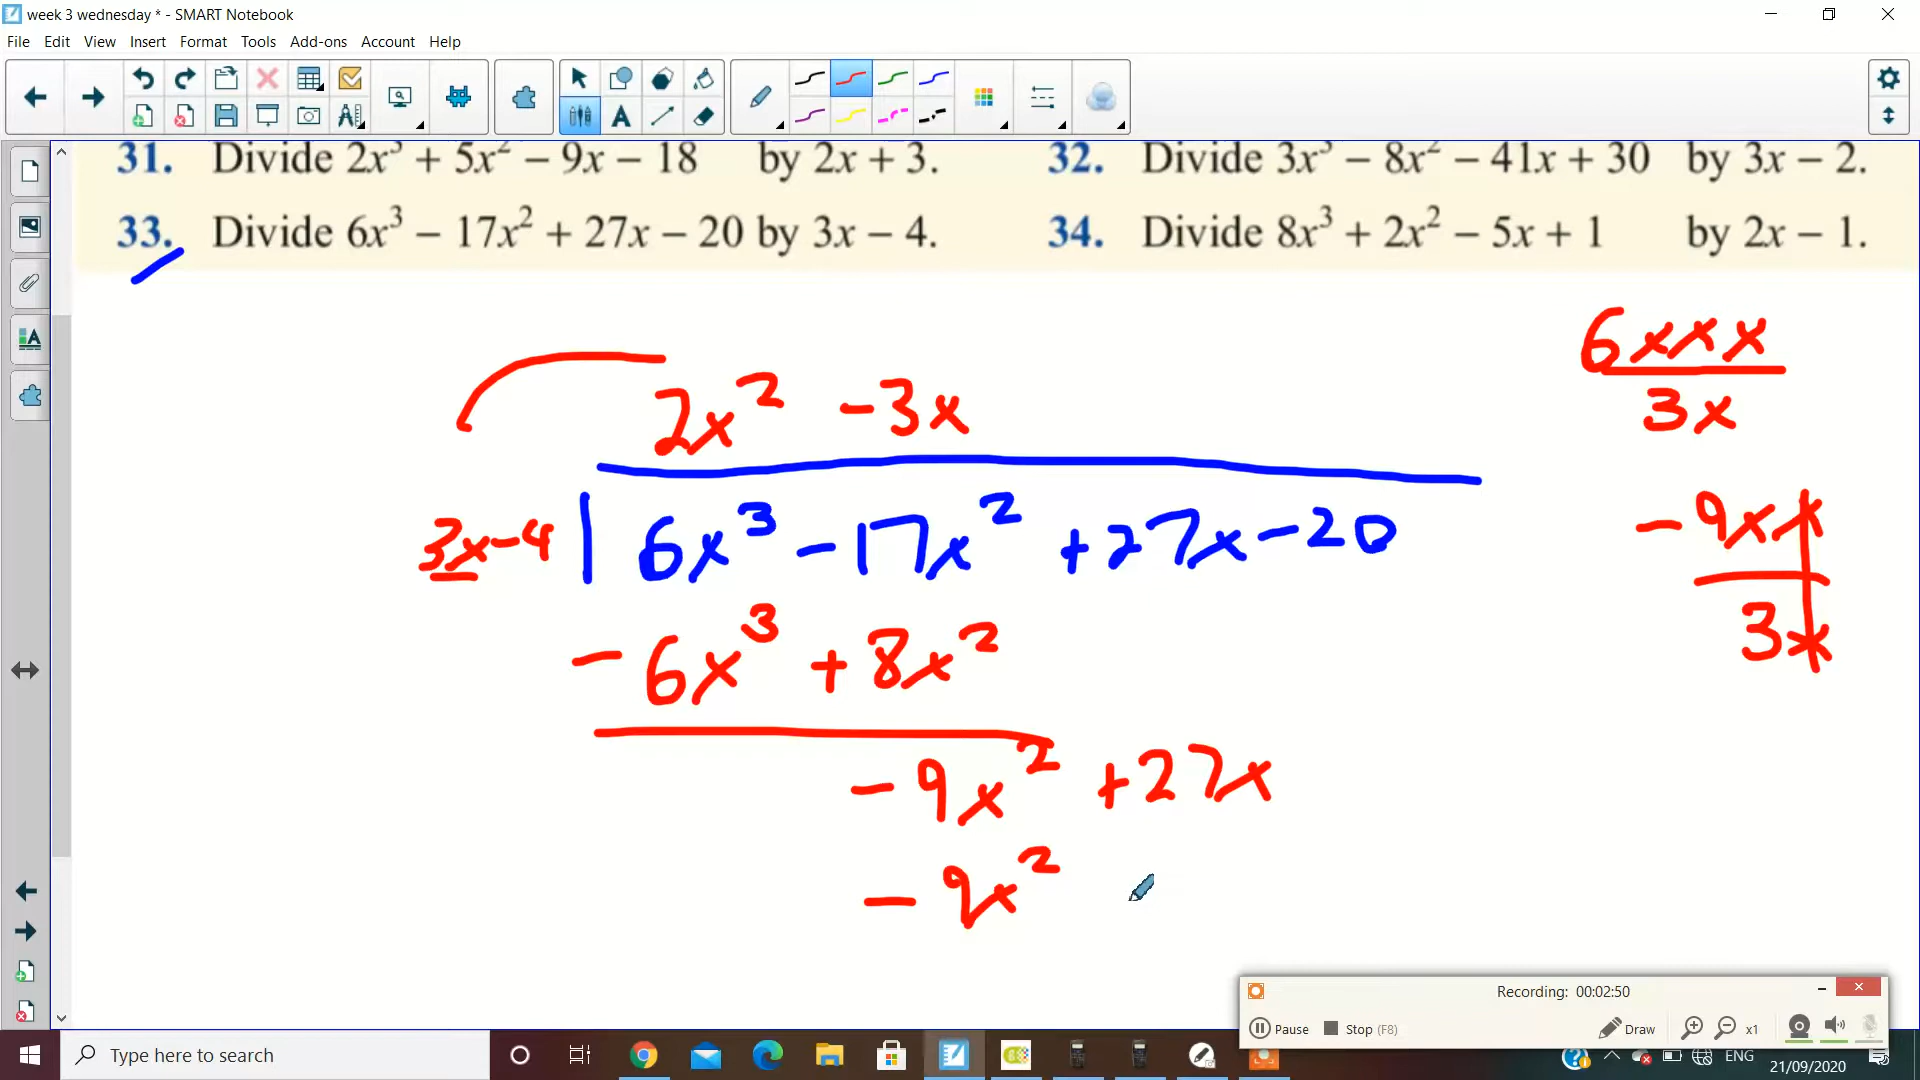 week 3 wednesday * - SMART Notebook
File Edit View Insert Format Tools Add-ons Account Help
31. Divide 2x³ + 5x² − 9x − 18 by 2x + 3. 32. Divide 3x³ − 8x² − 41x + 30 by 3x − 2.
33. Divide 6x³ − 17x² + 27x − 20 by 3x − 4. 34. Divide 8x³ + 2x² − 5x + 1 by 2x − 1.
6xxx
3x
2x² -3x
3x-4 6x³ -17x² +27x-20
-9xx
3x
-6x³ +8x²
-9x² +27x
-9x²
Recording: 00:02:50
Pause Stop (F8) Draw x1
Type here to search
ENG
21/09/2020